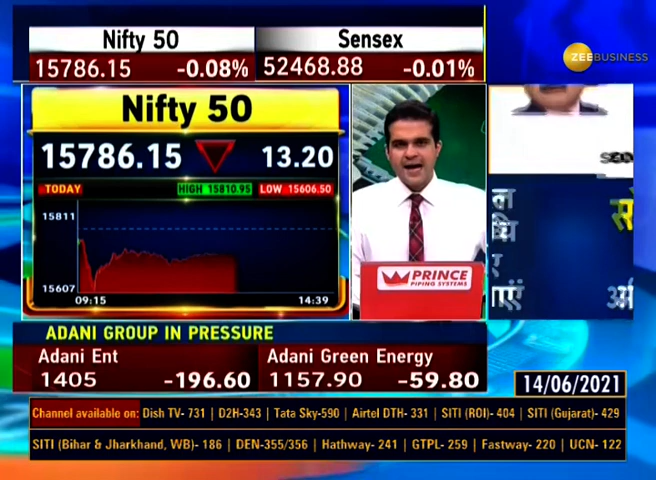 Nifty 50
15786.15 -0.08%
Sensex
52468.88 -0.01%
ZEEBUSINESS
Nifty 50
15786.15 13.20
TODAY HIGH 15810.95 LOW 15606.50
15811
15607
09:15 14:39
PRINCE
PIPING SYSTEMS
ADANI GROUP IN PRESSURE
Adani Ent
1405 -196.60
Adani Green Energy
1157.90 -59.80
14/06/2021
Channel available on: Dish TV- 731 | D2H-343 | Tata Sky-590 | Airtel DTH- 331 | SITI (ROI)- 404 | SITI (Gujarat)- 429
SITI (Bihar & Jharkhand, WB)- 186 | DEN-355/356 | Hathway- 241 | GTPL- 259 | Fastway- 220 | UCN- 122